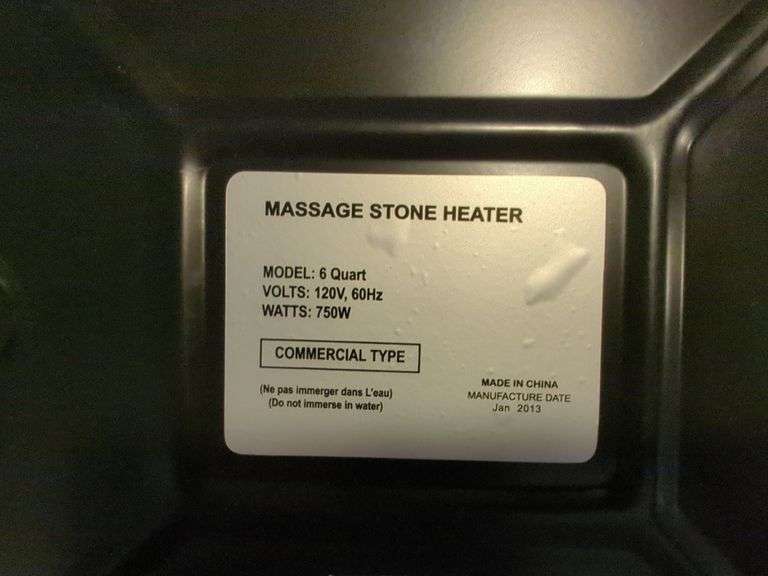 MASSAGE STONE HEATER
MODEL: 6 Quart
VOLTS: 120V, 60Hz
WATTS: 750W
COMMERCIAL TYPE
(Ne pas immerger dans L'eau)
(Do not immerse in water)
MADE IN CHINA
MANUFACTURE DATE
Jan 2013